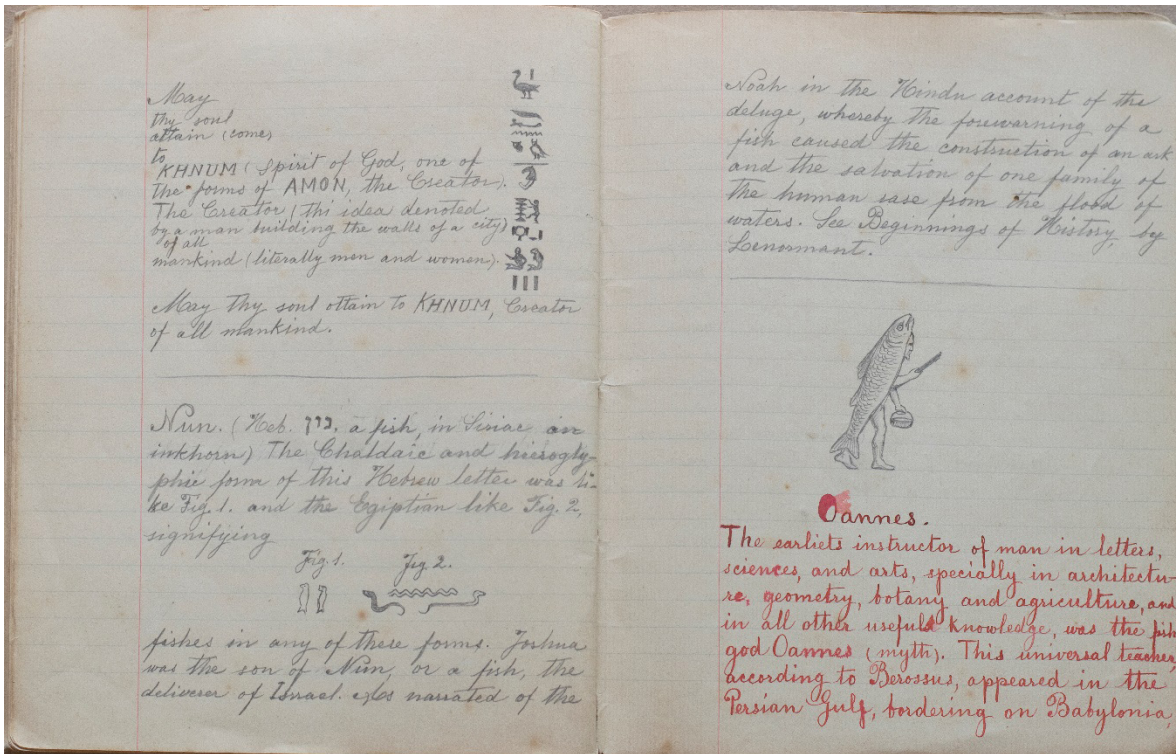 May
thy soul
attain (come)
to
KHNUM (Spirit of God, one of
the forms of AMON, the Creator).
The Creator (the idea denoted
by a man building the walls of a city)
of all
mankind (literally men and women).
May thy soul attain to KHNUM, Creator
of all mankind.
Nun. (Heb. נון, a fish, in Siriac an
inkhorn) The Chaldaic and hierogly-
phic form of this Hebrew letter was li-
ke Fig. 1. and the Egiptian like Fig. 2,
signifying
Fig 1. Fig 2.
fishes in any of these forms. Joshua
was the son of Nun, or a fish, the
deliverer of Israel. As narrated of the
Noah in the Hindu account of the
deluge, whereby the fouwarning of a
fish caused the construction of an ark
and the salvation of one family of
the human rase from the flood of
waters. See Beginnings of History, by
Lenormant.
Oannes.
The earliets instructor of man in letters,
sciences, and arts, specially in architectu-
re, geometry, botany and agriculture, and
in all other useful knowledge, was the fish
god Oannes (myth). This universal teacher,
according to Berossus, appeared in the
Persian Gulf, bordering on Babylonia,